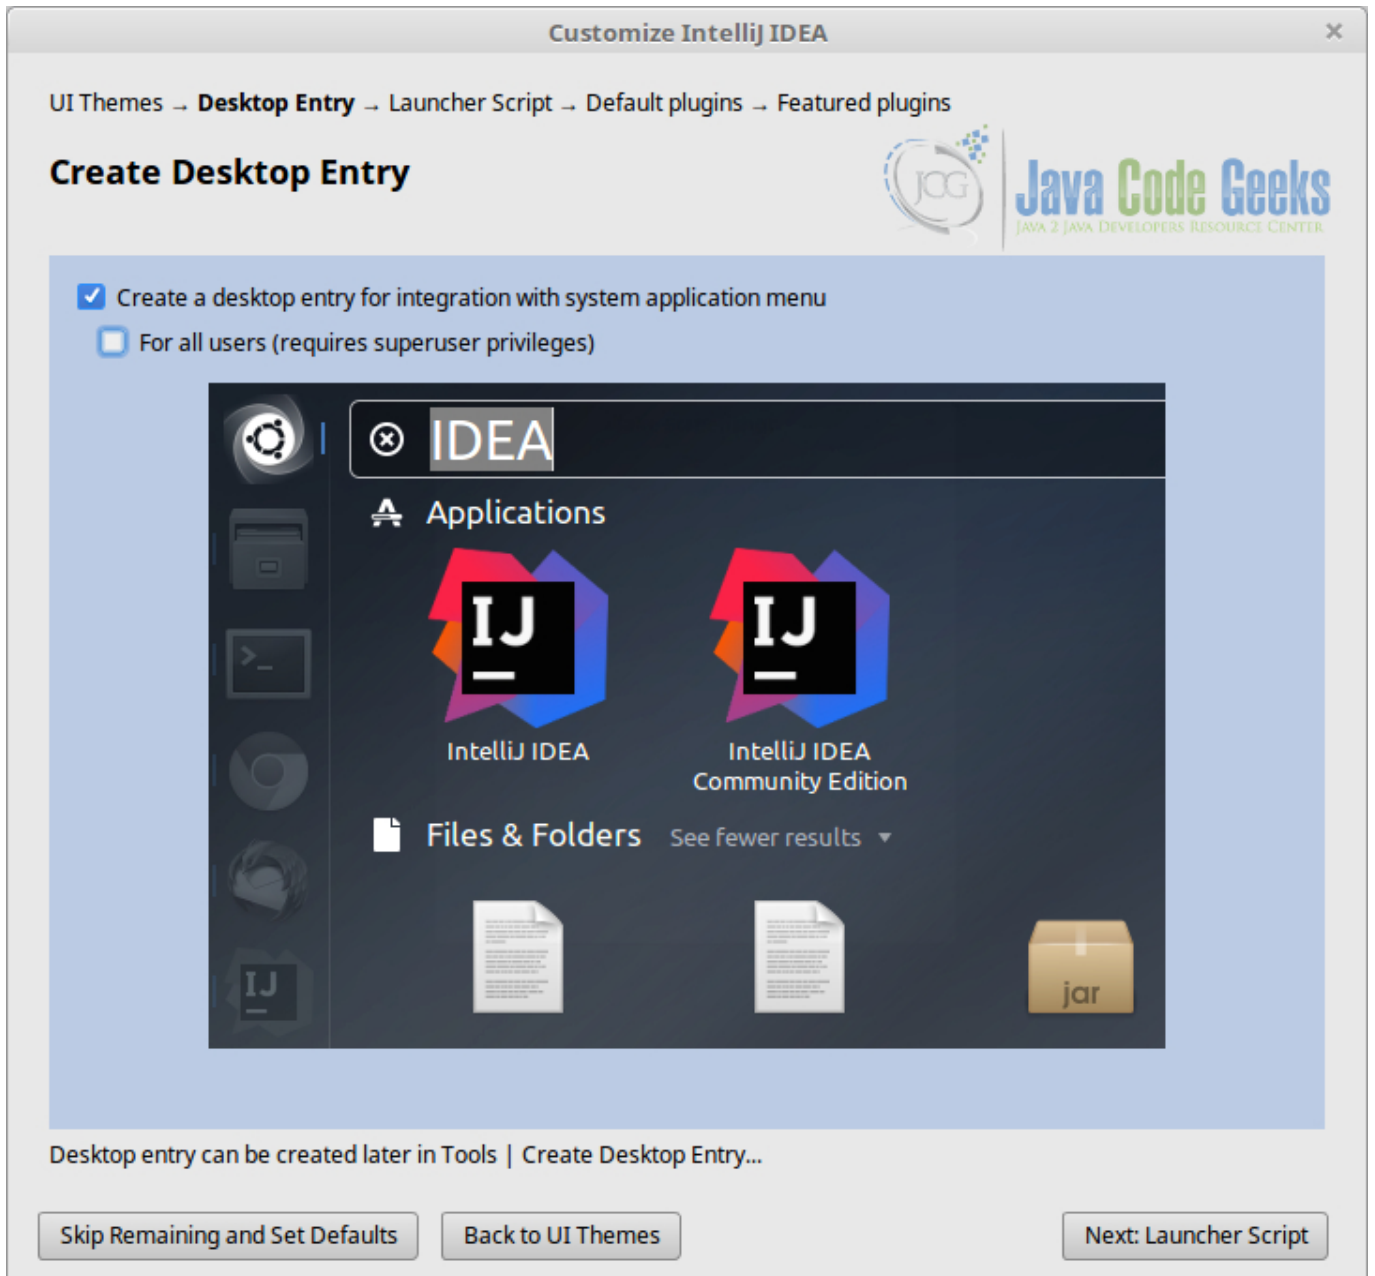 Customize IntelliJ IDEA
UI Themes → Desktop Entry → Launcher Script → Default plugins → Featured plugins
Create Desktop Entry
JCG
Java Code Geeks
JAVA 2 JAVA DEVELOPERS RESOURCE CENTER
Create a desktop entry for integration with system application menu
For all users (requires superuser privileges)
IDEA
Applications
IJ
IJ
IntelliJ IDEA
IntelliJ IDEA
Community Edition
>_
Files & Folders
See fewer results
IJ
jar
Desktop entry can be created later in Tools | Create Desktop Entry...
Skip Remaining and Set Defaults
Back to UI Themes
Next: Launcher Script